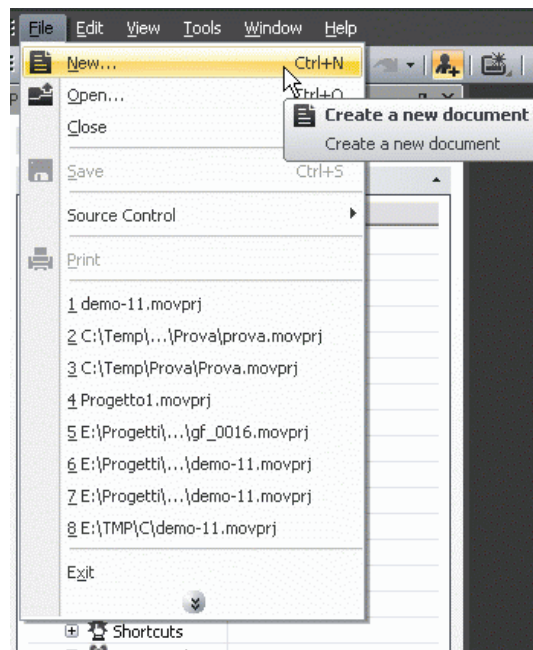 File Edit View Tools Window Help
New... Ctrl+N
Open...
Create a new document
Close
Create a new document
Save Ctrl+S
Source Control
Print
1 demo-11.movprj
2 C:\Temp\...\Prova\prova.movprj
3 C:\Temp\Prova\Prova.movprj
4 Progetto1.movprj
5 E:\Progetti\...\gf_0016.movprj
6 E:\Progetti\...\demo-11.movprj
7 E:\Progetti\...\demo-11.movprj
8 E:\TMP\C\demo-11.movprj
Exit
Shortcuts